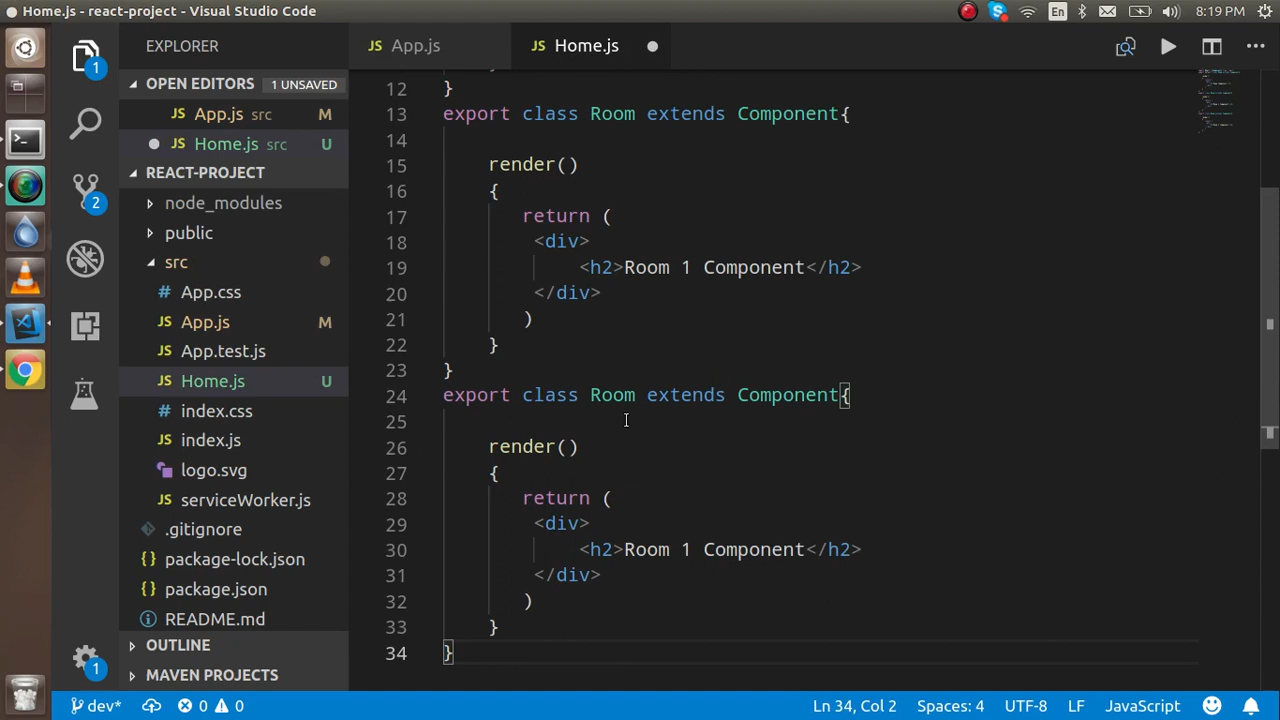 Home.js - react-project - Visual Studio Code
En
8:19 PM
EXPLORER
OPEN EDITORS 1 UNSAVED
JS App.js src M
JS Home.js src U
REACT-PROJECT
node_modules
public
src
# App.css
JS App.js M
JS App.test.js
JS Home.js U
# index.css
JS index.js
logo.svg
JS serviceWorker.js
.gitignore
{} package-lock.json
{} package.json
README.md
OUTLINE
MAVEN PROJECTS
1
2
1
JS App.js
JS Home.js
12 }
13 export class Room extends Component{
14
15 render()
16 {
17 return (
18 <div>
19 <h2>Room 1 Component</h2>
20 </div>
21 )
22 }
23 }
24 export class Room extends Component{
25
26 render()
27 {
28 return (
29 <div>
30 <h2>Room 1 Component</h2>
31 </div>
32 )
33 }
34 }
dev* 0 0 Ln 34, Col 2 Spaces: 4 UTF-8 LF JavaScript